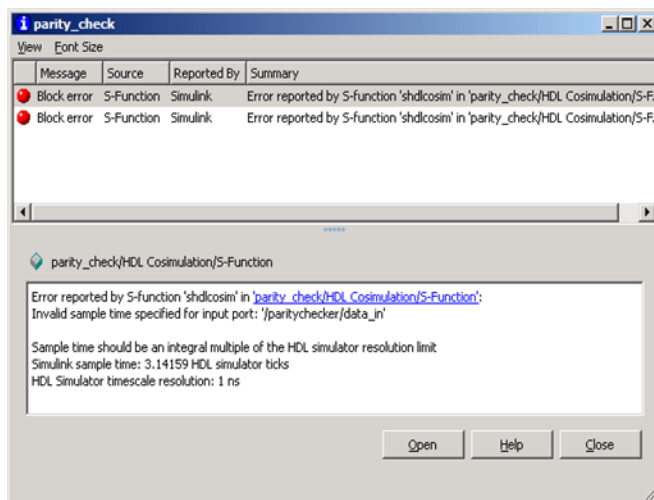 parity_check
View Font Size
Message Source Reported By Summary
Block error S-Function Simulink Error reported by S-function 'shdlcosim' in 'parity_check/HDL Cosimulation/S-F.
Block error S-Function Simulink Error reported by S-function 'shdlcosim' in 'parity_check/HDL Cosimulation/S-F.
parity_check/HDL Cosimulation/S-Function
Error reported by S-function 'shdlcosim' in 'parity_check/HDL Cosimulation/S-Function':
Invalid sample time specified for input port: '/paritychecker/data_in'
Sample time should be an integral multiple of the HDL simulator resolution limit
Simulink sample time: 3.14159 HDL simulator ticks
HDL Simulator timescale resolution: 1 ns
Open Help Close